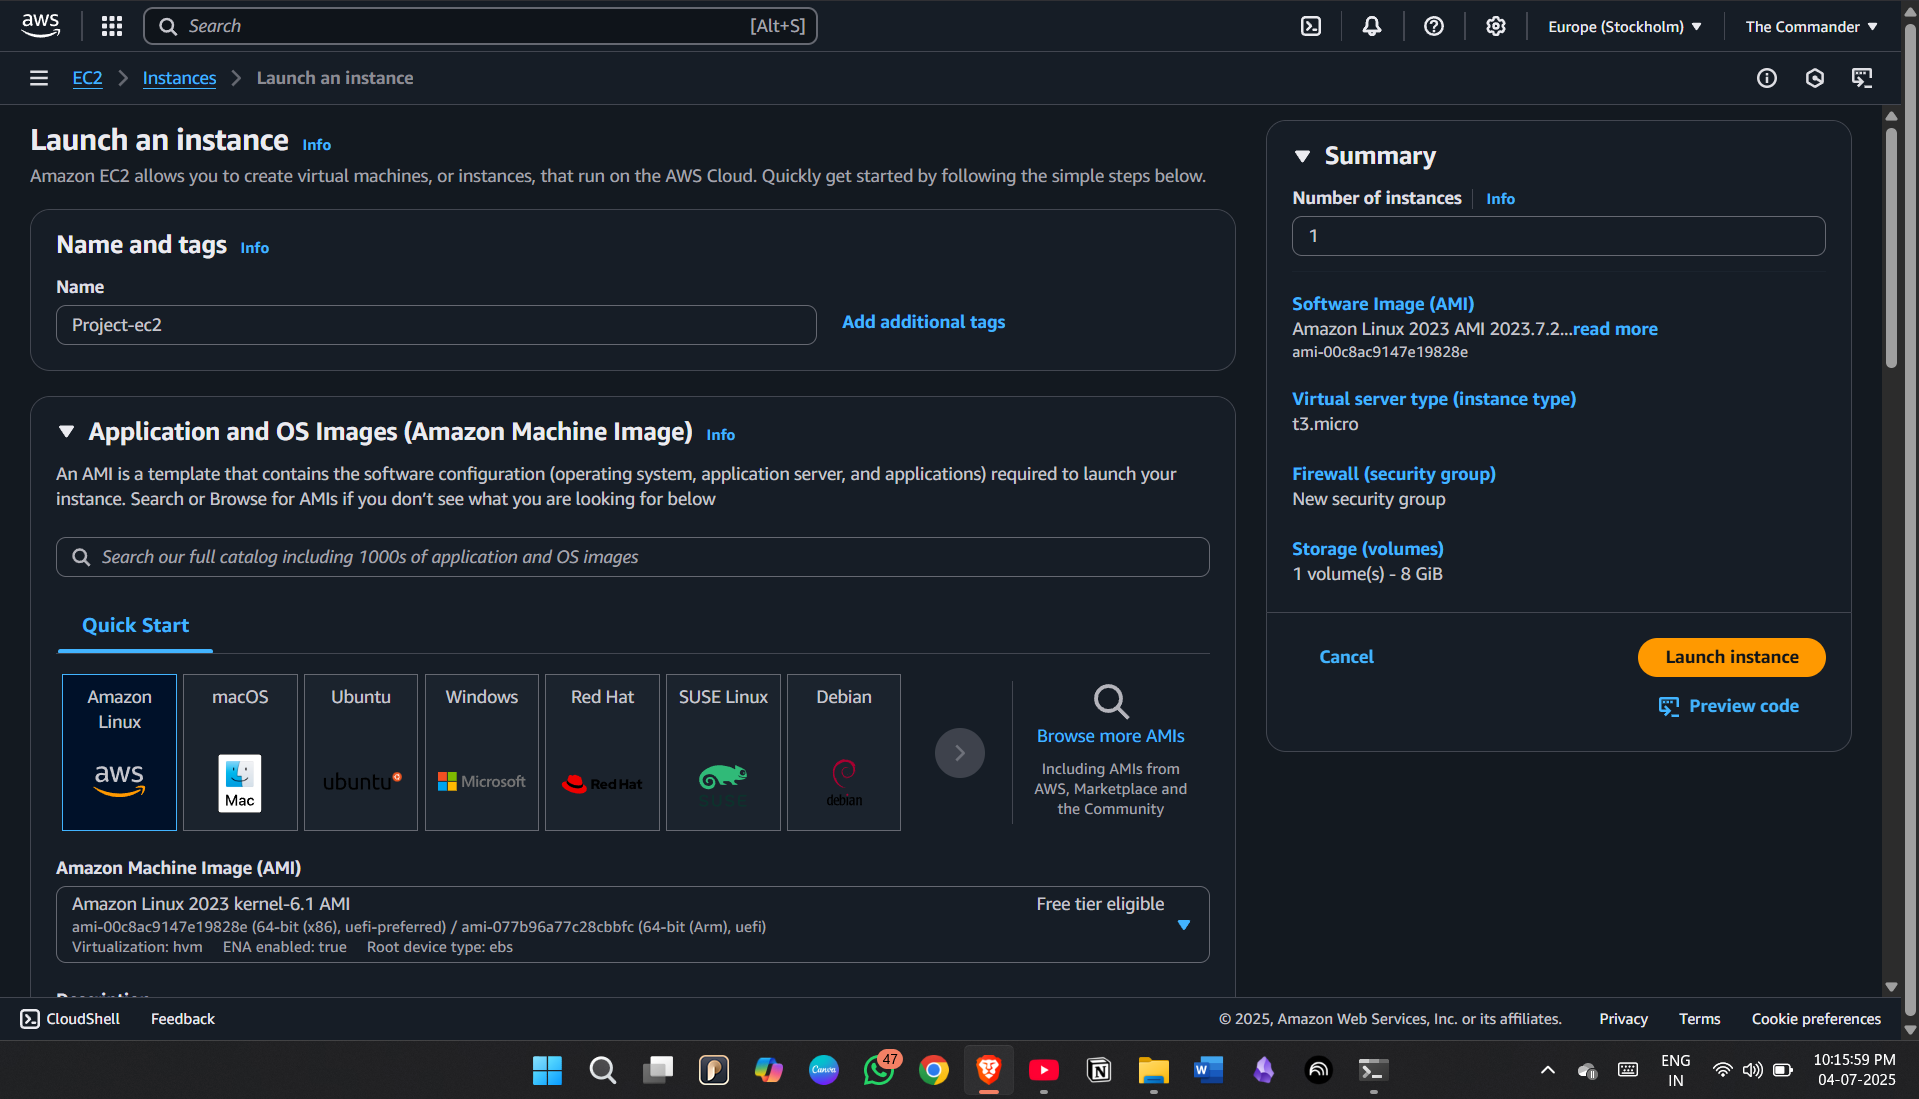 aws
Search
[Alt+S]
Europe (Stockholm)
The Commander
EC2
Instances
Launch an instance
Launch an instance Info
Amazon EC2 allows you to create virtual machines, or instances, that run on the AWS Cloud. Quickly get started by following the simple steps below.
Name and tags Info
Name
Project-ec2
Add additional tags
Application and OS Images (Amazon Machine Image) Info
An AMI is a template that contains the software configuration (operating system, application server, and applications) required to launch your
instance. Search or Browse for AMIs if you don’t see what you are looking for below
Search our full catalog including 1000s of application and OS images
Quick Start
Amazon
Linux
aws
macOS
Mac
Ubuntu
ubuntu
Windows
Microsoft
Red Hat
Red Hat
SUSE Linux
SUSE
Debian
debian
Browse more AMIs
Including AMIs from
AWS, Marketplace and
the Community
Amazon Machine Image (AMI)
Amazon Linux 2023 kernel-6.1 AMI
Free tier eligible
ami-00c8ac9147e19828e (64-bit (x86), uefi-preferred) / ami-077b96a77c28cbbfc (64-bit (Arm), uefi)
Virtualization: hvm ENA enabled: true Root device type: ebs
Description
Summary
Number of instances Info
1
Software Image (AMI)
Amazon Linux 2023 AMI 2023.7.2...read more
ami-00c8ac9147e19828e
Virtual server type (instance type)
t3.micro
Firewall (security group)
New security group
Storage (volumes)
1 volume(s) - 8 GiB
Cancel
Launch instance
Preview code
CloudShell
Feedback
© 2025, Amazon Web Services, Inc. or its affiliates.
Privacy
Terms
Cookie preferences
Canva
47
ENG
IN
10:15:59 PM
04-07-2025